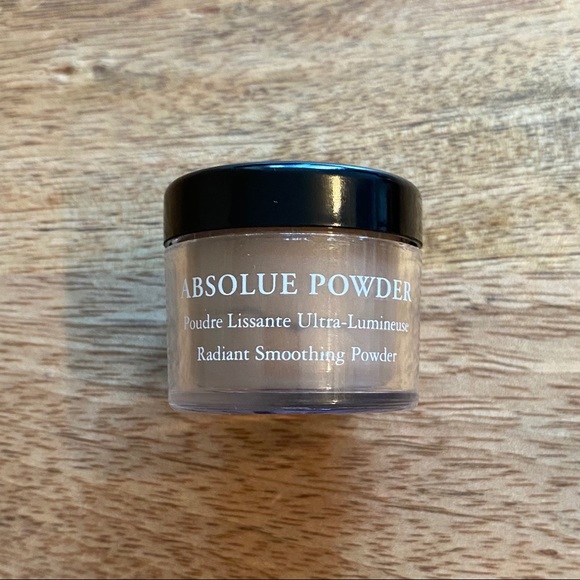 ABSOLUE POWDER
Poudre Lissante Ultra-Lumineuse
Radiant Smoothing Powder